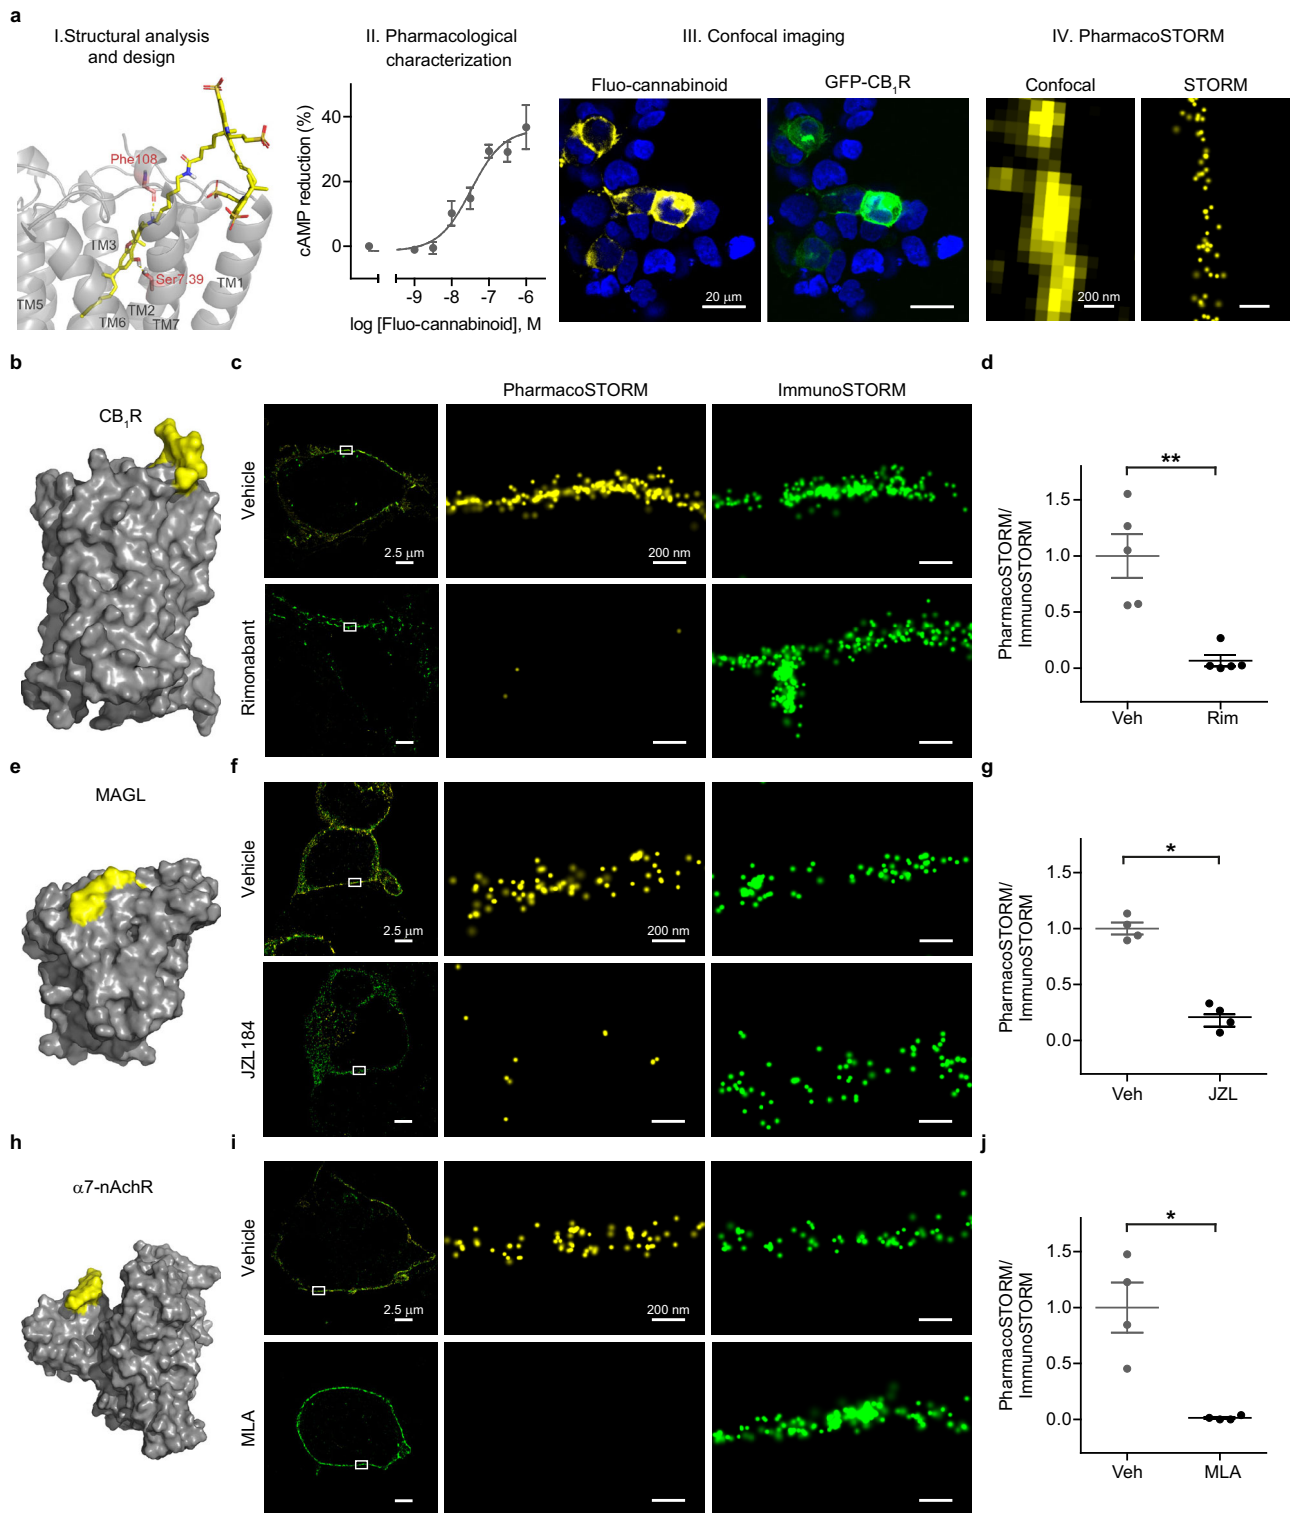 a
I.Structural analysis
and design
II. Pharmacological
characterization
III. Confocal imaging
IV. PharmacoSTORM
Phe108
TM3
Ser7.39
TM1
TM5
TM2
TM6
TM7
cAMP reduction (%)
40
20
0
-9 -8 -7 -6
log [Fluo-cannabinoid], M
Fluo-cannabinoid
GFP-CB₁R
20 μm
Confocal
STORM
200 nm
b
CB₁R
c
PharmacoSTORM
ImmunoSTORM
Vehicle
2.5 μm
200 nm
Rimonabant
d
**
PharmacoSTORM/
ImmunoSTORM
1.5
1.0
0.5
0.0
Veh Rim
e
MAGL
f
Vehicle
2.5 μm
200 nm
JZL184
g
*
PharmacoSTORM/
ImmunoSTORM
1.5
1.0
0.5
0.0
Veh JZL
h
α7-nAchR
i
Vehicle
2.5 μm
200 nm
MLA
j
*
PharmacoSTORM/
ImmunoSTORM
1.5
1.0
0.5
0.0
Veh MLA